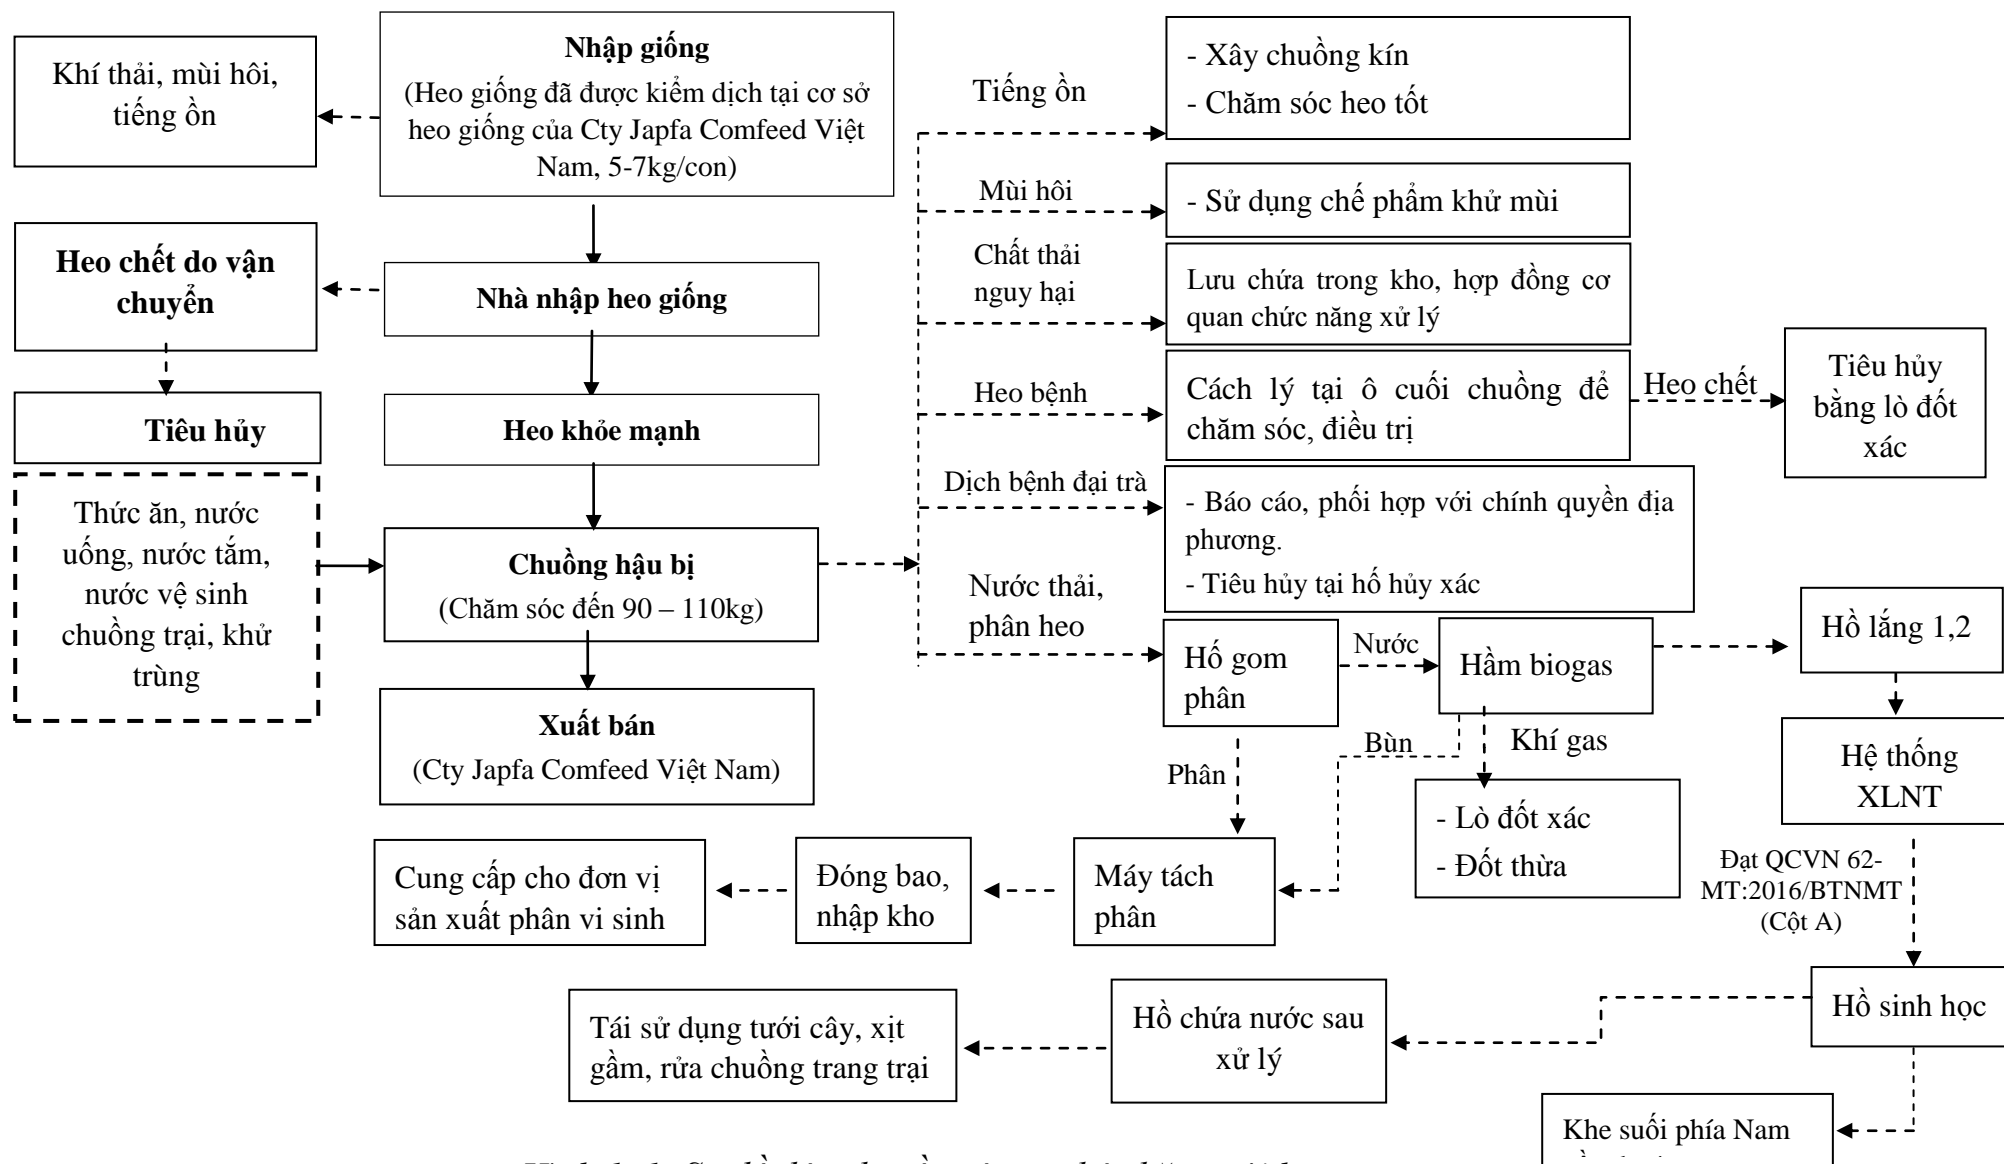 Khí thải, mùi hôi,
tiếng ồn
Nhập giống
(Heo giống đã được kiểm dịch tại cơ sở
heo giống của Cty Japfa Comfeed Việt
Nam, 5-7kg/con)
Tiếng ồn
- Xây chuồng kín
- Chăm sóc heo tốt
Mùi hôi
- Sử dụng chế phẩm khử mùi
Heo chết do vận
chuyển
Nhà nhập heo giống
Chất thải
nguy hại
Lưu chứa trong kho, hợp đồng cơ
quan chức năng xử lý
Tiêu hủy
Heo khỏe mạnh
Heo bệnh
Cách lý tại ô cuối chuồng để
chăm sóc, điều trị
Heo chết
Tiêu hủy
bằng lò đốt
xác
Dịch bệnh đại trà
- Báo cáo, phối hợp với chính quyền địa
phương.
- Tiêu hủy tại hố hủy xác
Thức ăn, nước
uống, nước tắm,
nước vệ sinh
chuồng trại, khử
trùng
Chuồng hậu bị
(Chăm sóc đến 90 – 110kg)
Nước thải,
phân heo
Hố gom
phân
Nước
Hầm biogas
Hồ lắng 1,2
Xuất bán
(Cty Japfa Comfeed Việt Nam)
Phân
Bùn
Khí gas
Hệ thống
XLNT
- Lò đốt xác
- Đốt thừa
Cung cấp cho đơn vị
sản xuất phân vi sinh
Đóng bao,
nhập kho
Máy tách
phân
Đạt QCVN 62-
MT:2016/BTNMT
(Cột A)
Hồ sinh học
Hồ chứa nước sau
xử lý
Tái sử dụng tưới cây, xịt
gầm, rửa chuồng trang trại
Khe suối phía Nam